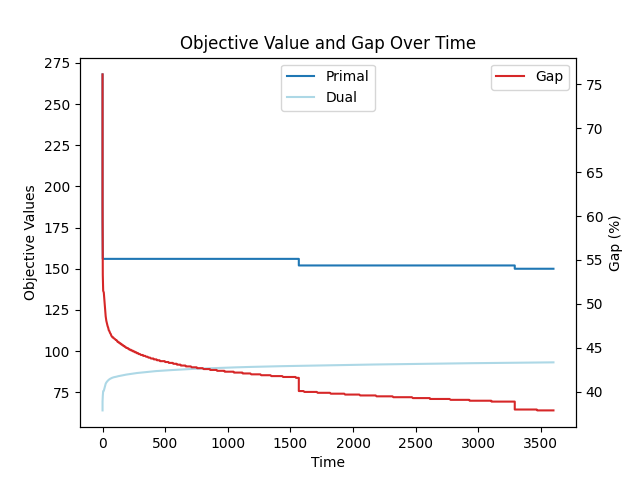 Objective Value and Gap Over Time
Primal
Dual
Gap
275
250
225
200
175
150
125
100
75
Objective Values
75
70
65
60
55
50
45
40
Gap (%)
0 500 1000 1500 2000 2500 3000 3500
Time